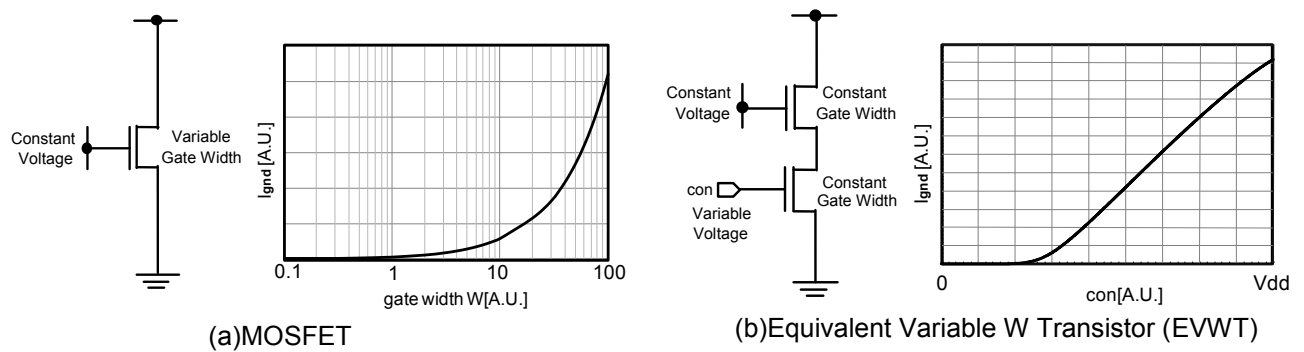 Constant
Voltage
Variable
Gate Width
Ignd [A.U.]
0.1
1
10
100
gate width W[A.U.]
(a)MOSFET
Constant
Voltage
Constant
Gate Width
con
Variable
Voltage
Constant
Gate Width
Ignd [A.U.]
0
Vdd
con[A.U.]
(b)Equivalent Variable W Transistor (EVWT)